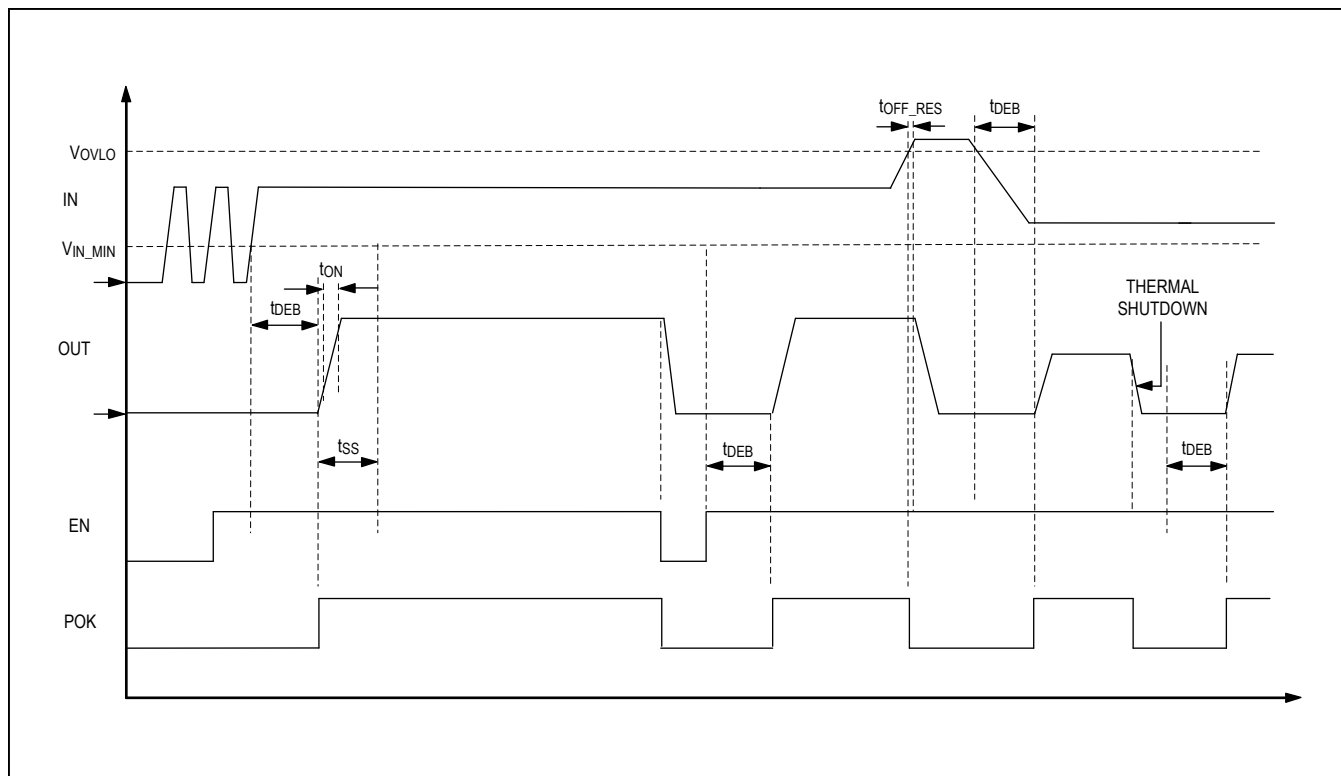 tOFF_RES
tDEB
VOVLO
IN
VIN_MIN
tON
tDEB
THERMAL
SHUTDOWN
OUT
tSS
tDEB
tDEB
EN
POK